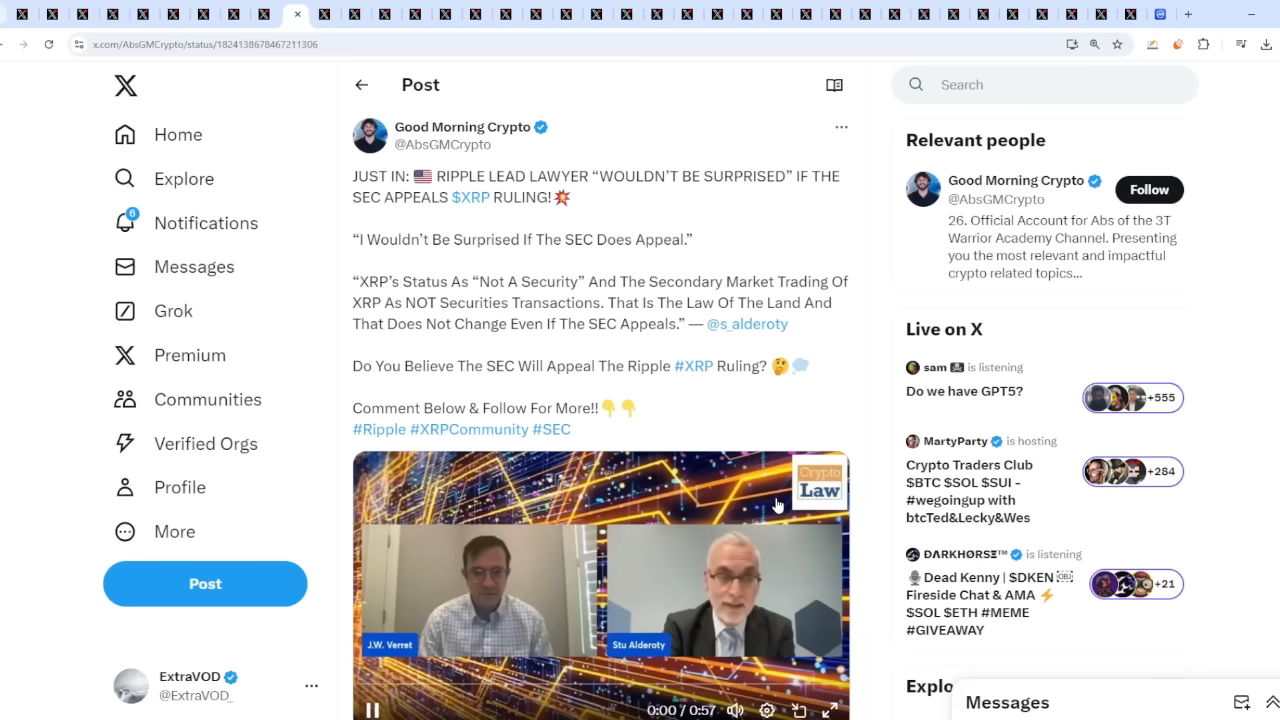 x.com/AbsGMCrypto/status/1824138678467211306
Home
Explore
6
Notifications
Messages
Grok
Premium
Communities
Verified Orgs
Profile
More
Post
ExtraVOD
@ExtraVOD_
Post
Good Morning Crypto
@AbsGMCrypto
JUST IN: 🇺🇸 RIPPLE LEAD LAWYER “WOULDN’T BE SURPRISED” IF THE
SEC APPEALS $XRP RULING!💥
“I Wouldn’t Be Surprised If The SEC Does Appeal.”
“XRP’s Status As “Not A Security” And The Secondary Market Trading Of
XRP As NOT Securities Transactions. That Is The Law Of The Land And
That Does Not Change Even If The SEC Appeals.” — @s_alderoty
Do You Believe The SEC Will Appeal The Ripple #XRP Ruling? 🤔💭
Comment Below & Follow For More!!👇👇
#Ripple #XRPCommunity #SEC
Crypto
Law
J.W. Verret
Stu Alderoty
0:00 / 0:57
Search
Relevant people
Good Morning Crypto
@AbsGMCrypto
Follow
26. Official Account for Abs of the 3T
Warrior Academy Channel. Presenting
you the most relevant and impactful
crypto related topics...
Live on X
sam 🏴‍☠️ is listening
Do we have GPT5?
+555
MartyParty is hosting
Crypto Traders Club
$BTC $SOL $SUI -
#wegoingup with
btcTed&Lecky&Wes
+284
DΛRKHØRSΞ™ is listening
🎙️Dead Kenny | $DKEN OBJ
Fireside Chat & AMA ⚡
$SOL $ETH #MEME
#GIVEAWAY
+21
Explo
Messages